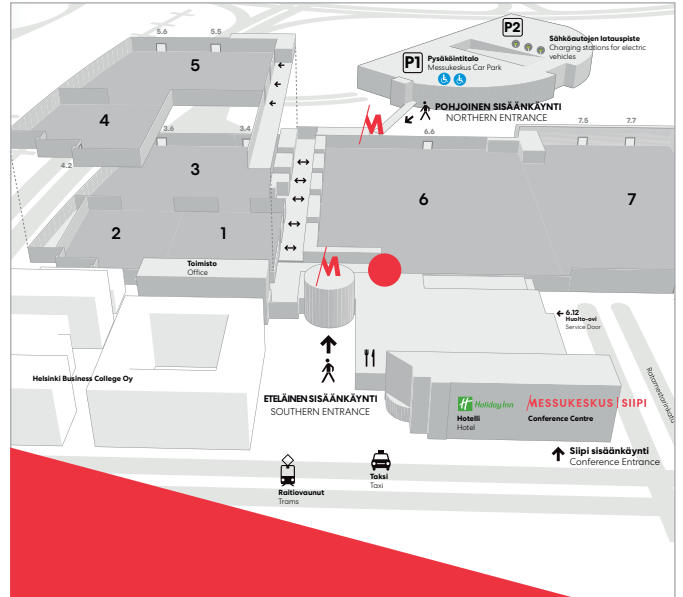 P2
Sähköautojen latauspiste
Charging stations for electric
vehicles
5.6
5.5
P1
Pysäköintitalo
Messukeskus Car Park
5
4
POHJOINEN SISÄÄNKÄYNTI
NORTHERN ENTRANCE
M
3.6
3.4
6.6
7.5
7.7
4.2
3
6
7
2
1
Toimisto
Office
M
6.12
Huolto-ovi
Service Door
Ratamestarinkatu
Helsinki Business College Oy
ETELÄINEN SISÄÄNKÄYNTI
SOUTHERN ENTRANCE
H Holiday Inn
Hotelli
Hotel
MESSUKESKUS SIIPI
Conference Centre
Siipi sisäänkäynti
Conference Entrance
Taksi
Taxi
Raitiovaunut
Trams